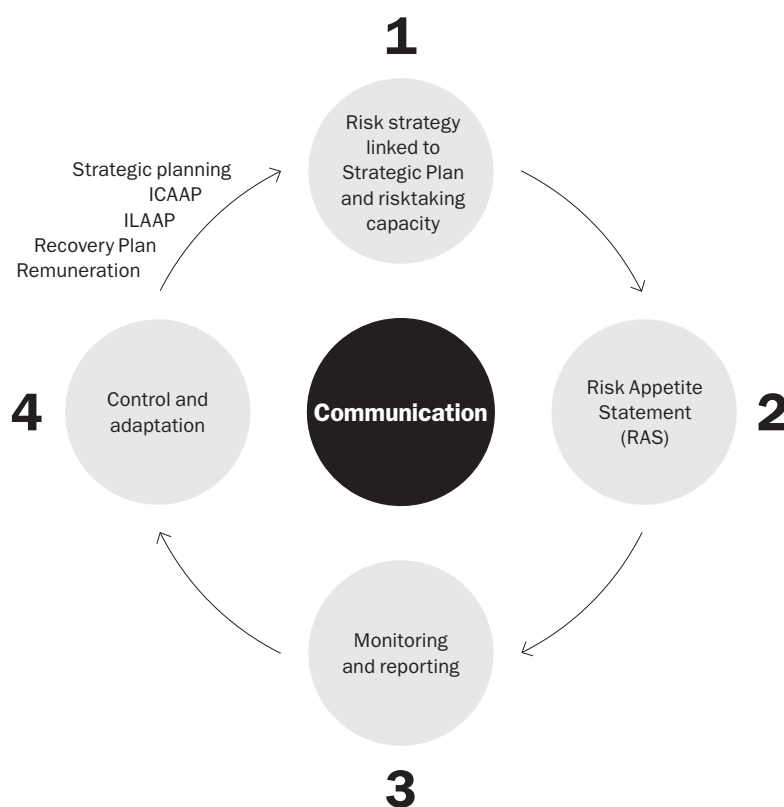 1
Risk strategy
linked to
Strategic Plan
and risktaking
capacity
2
Risk Appetite
Statement
(RAS)
3
Monitoring
and reporting
4
Control and
adaptation
Strategic planning
ICAAP
ILAAP
Recovery Plan
Remuneration
Communication